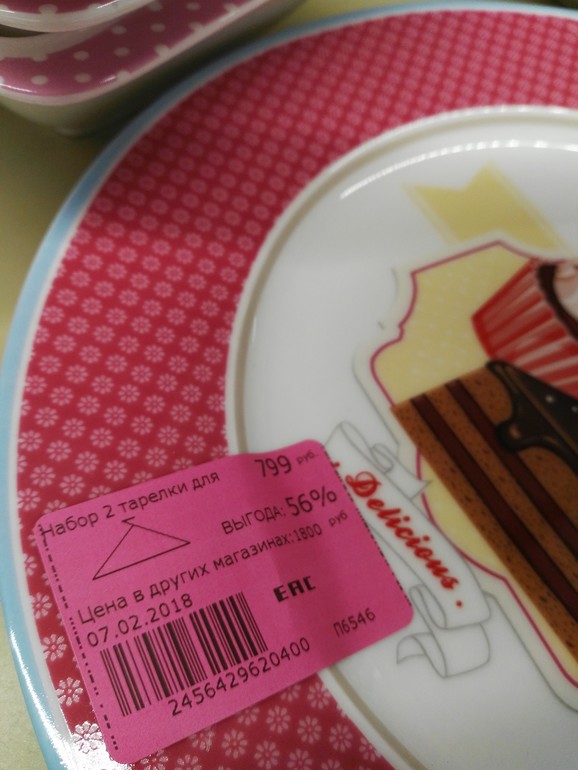 Набор 2 тарелки для
799 руб.
ВЫГОДА: 56%
Цена в других магазинах:1800 руб
07.02.2018
ЕАС
2456429620400
П6546
Delicious.